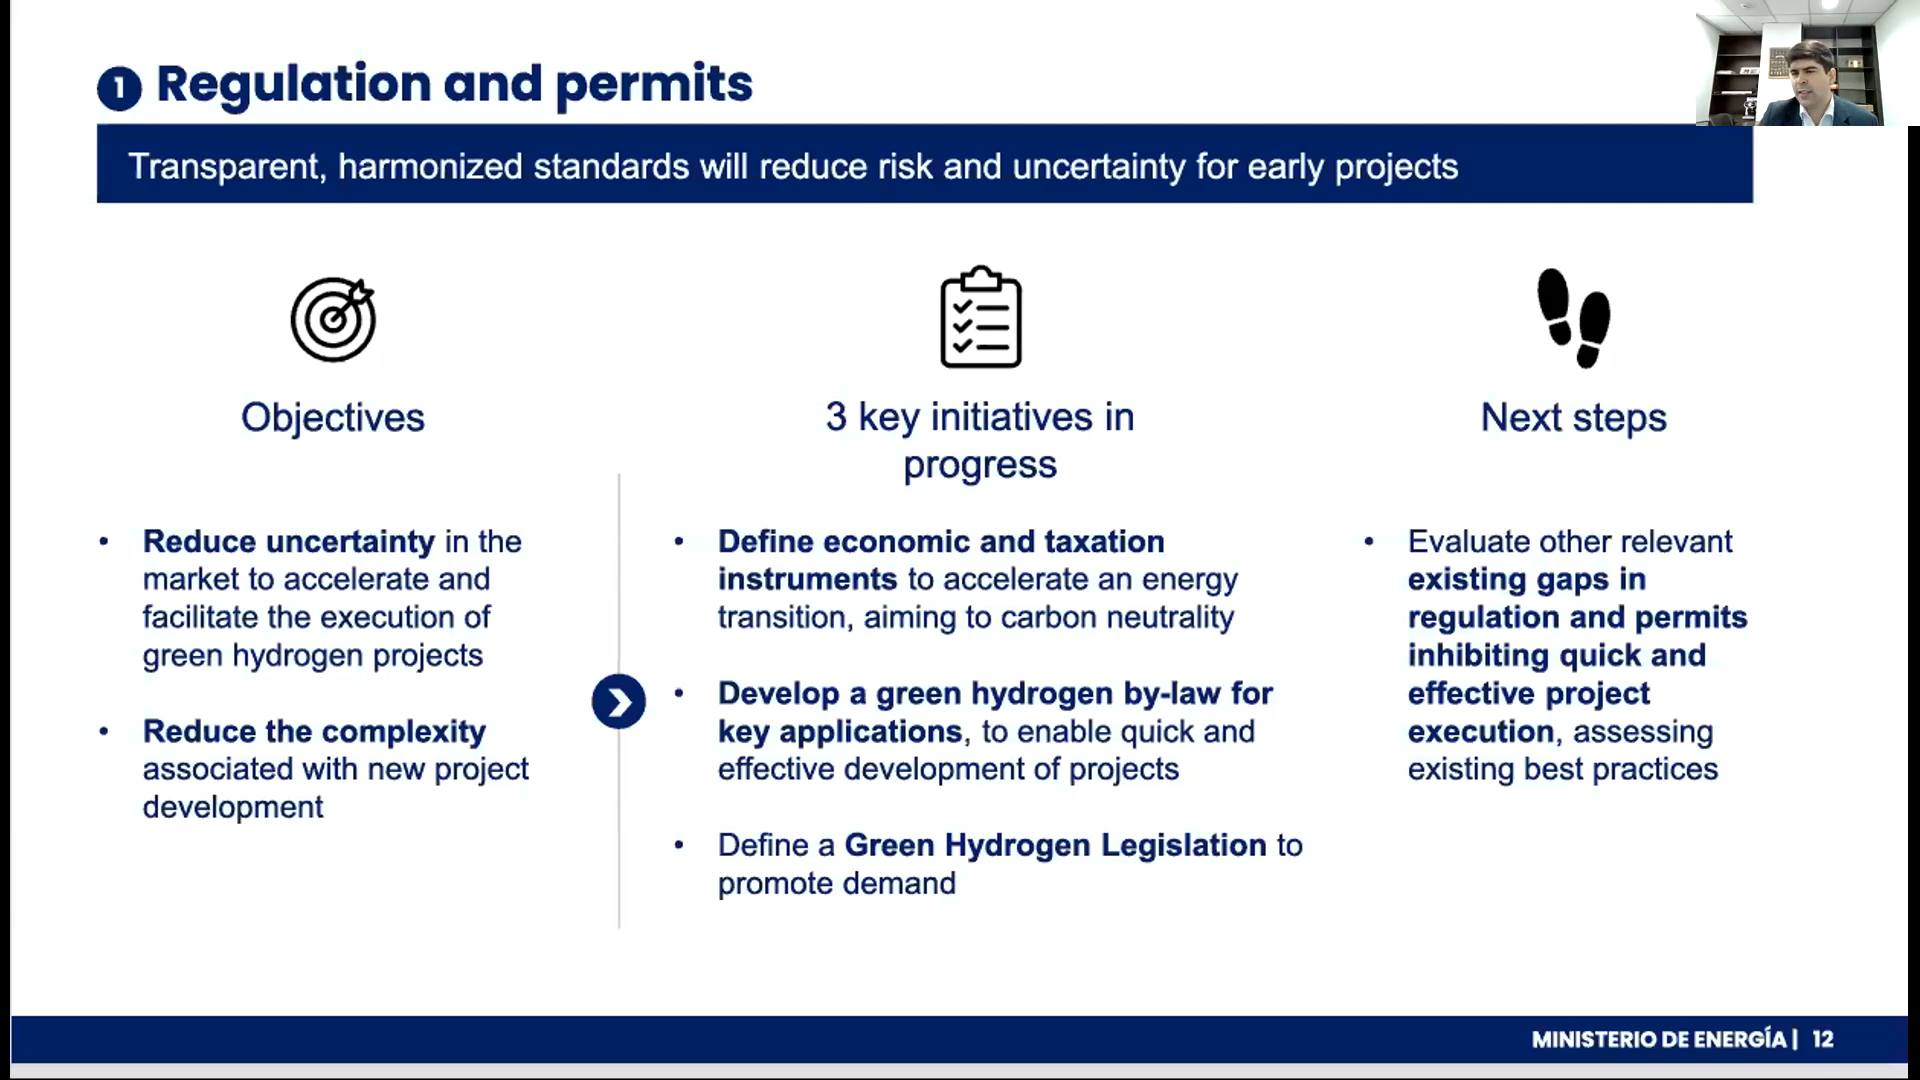 1 Regulation and permits
Transparent, harmonized standards will reduce risk and uncertainty for early projects
Objectives
• Reduce uncertainty in the
market to accelerate and
facilitate the execution of
green hydrogen projects
• Reduce the complexity
associated with new project
development
3 key initiatives in
progress
• Define economic and taxation
instruments to accelerate an energy
transition, aiming to carbon neutrality
• Develop a green hydrogen by-law for
key applications, to enable quick and
effective development of projects
• Define a Green Hydrogen Legislation to
promote demand
Next steps
• Evaluate other relevant
existing gaps in
regulation and permits
inhibiting quick and
effective project
execution, assessing
existing best practices
MINISTERIO DE ENERGÍA | 12